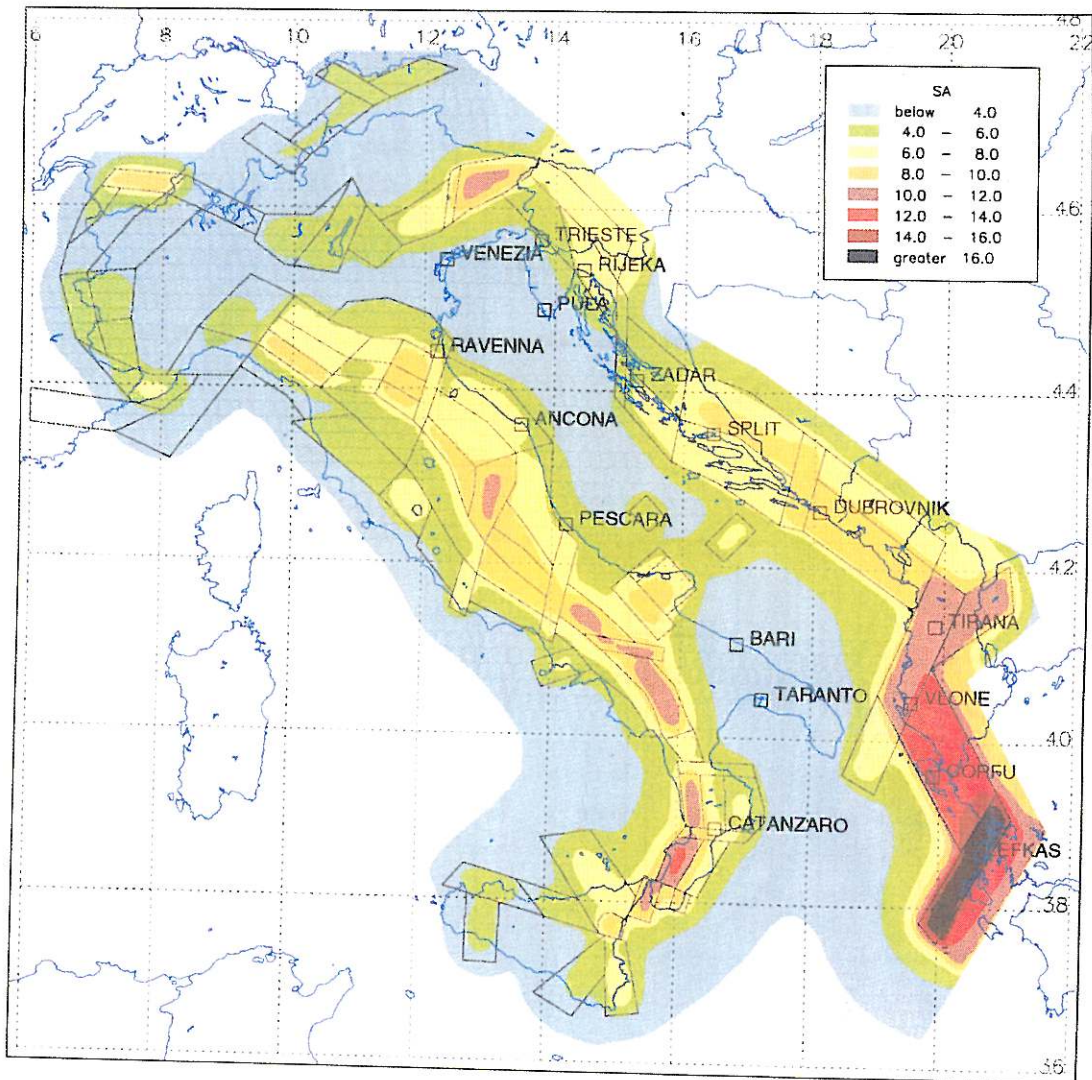 6 8 10 12 14 16 18 20 22
48
SA
below 4.0
4.0 – 6.0
6.0 – 8.0
8.0 – 10.0
10.0 – 12.0
12.0 – 14.0
14.0 – 16.0
greater 16.0
46
TRIESTE
VENEZIA
RIJEKA
PULA
RAVENNA
ZADAR
44
ANCONA
SPLIT
DUBROVNIK
PESCARA
42
TIRANA
BARI
TARANTO
VLONE
40
CORFU
CATANZARO
EFKAS
38
36